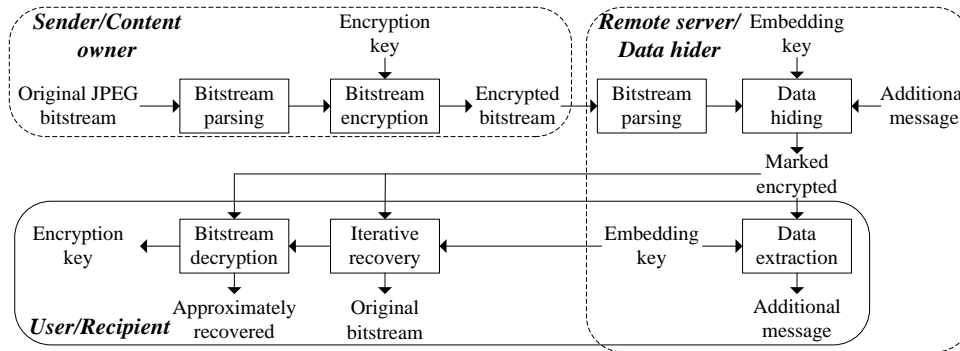 Sender/Content
owner
Encryption
key
Remote server/
Data hider
Embedding
key
Original JPEG
bitstream
Bitstream
parsing
Bitstream
encryption
Encrypted
bitstream
Bitstream
parsing
Data
hiding
Additional
message
Marked
encrypted
Encryption
key
Bitstream
decryption
Iterative
recovery
Embedding
key
Data
extraction
User/Recipient
Approximately
recovered
Original
bitstream
Additional
message